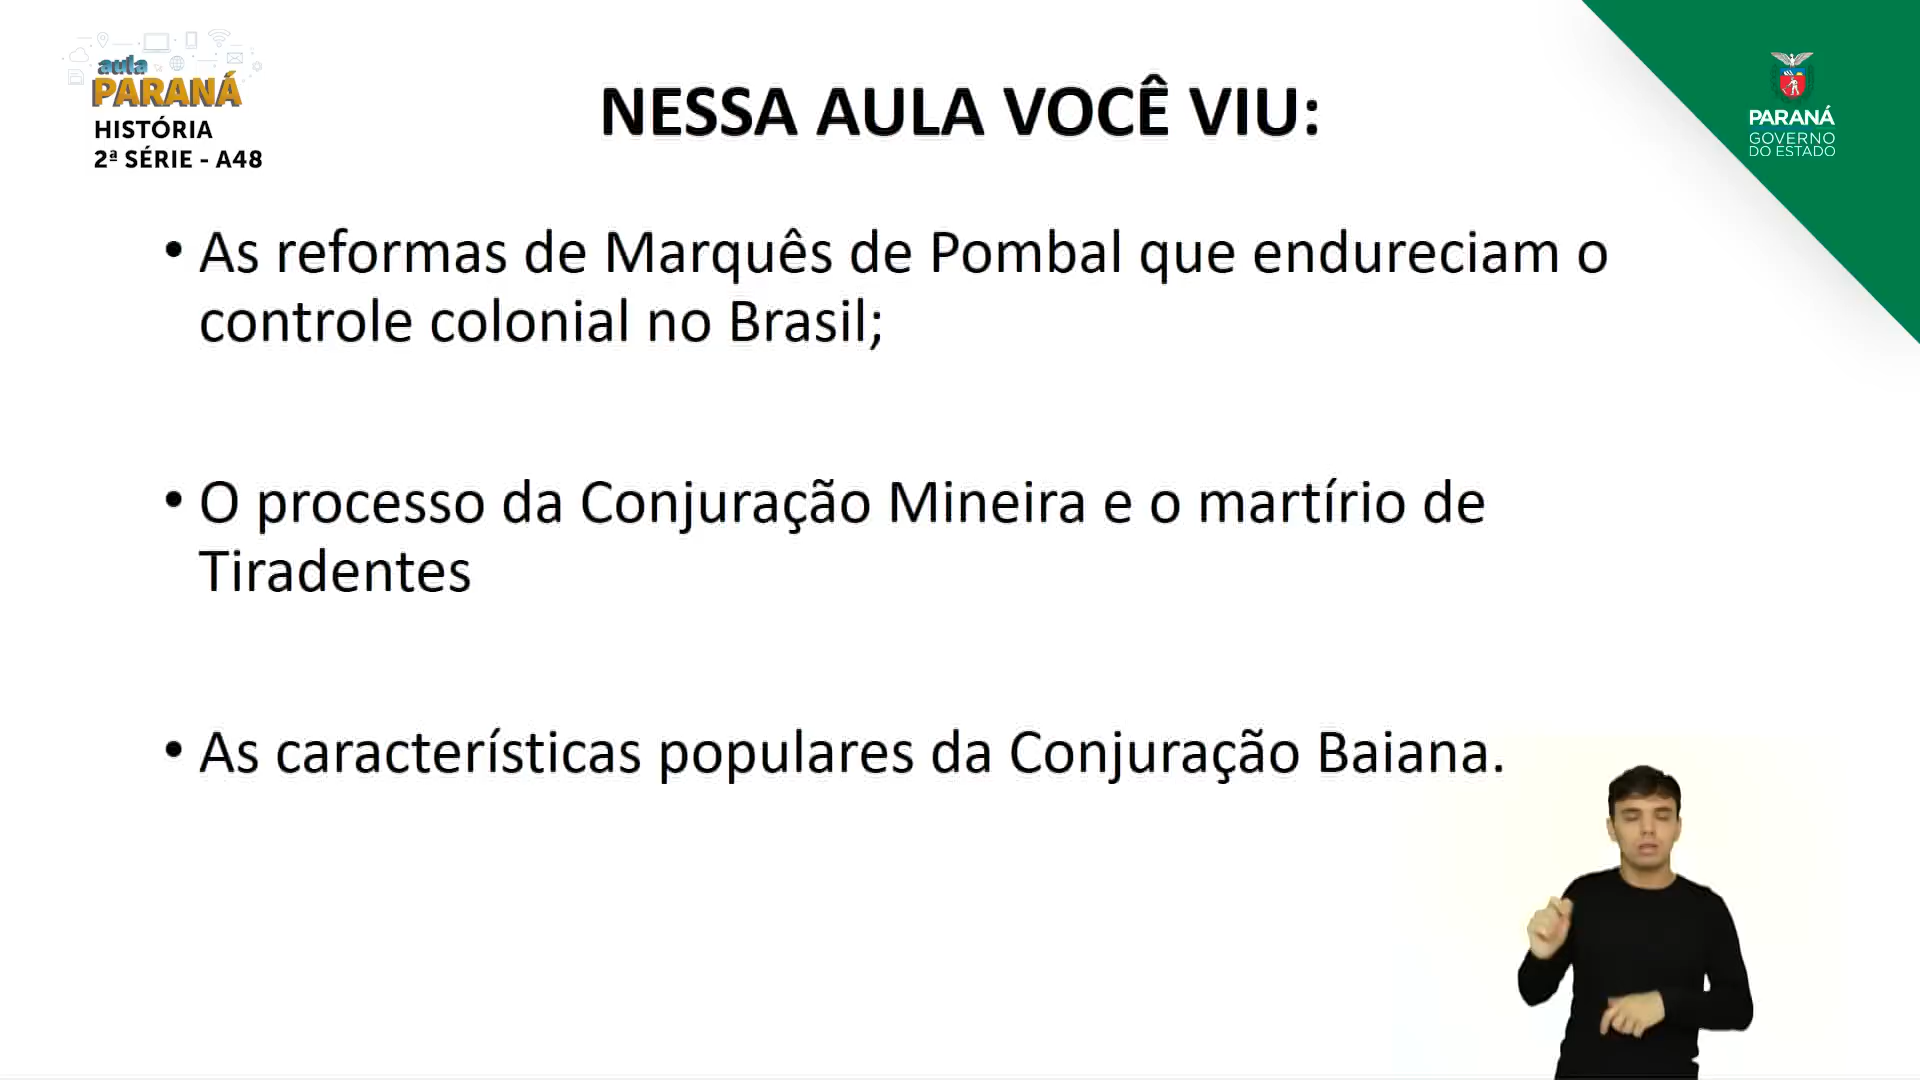 aula
PARANÁ
HISTÓRIA
2ª SÉRIE - A48
NESSA AULA VOCÊ VIU:
PARANÁ
GOVERNO
DO ESTADO
• As reformas de Marquês de Pombal que endureciam o
controle colonial no Brasil;
• O processo da Conjuração Mineira e o martírio de
Tiradentes
• As características populares da Conjuração Baiana.